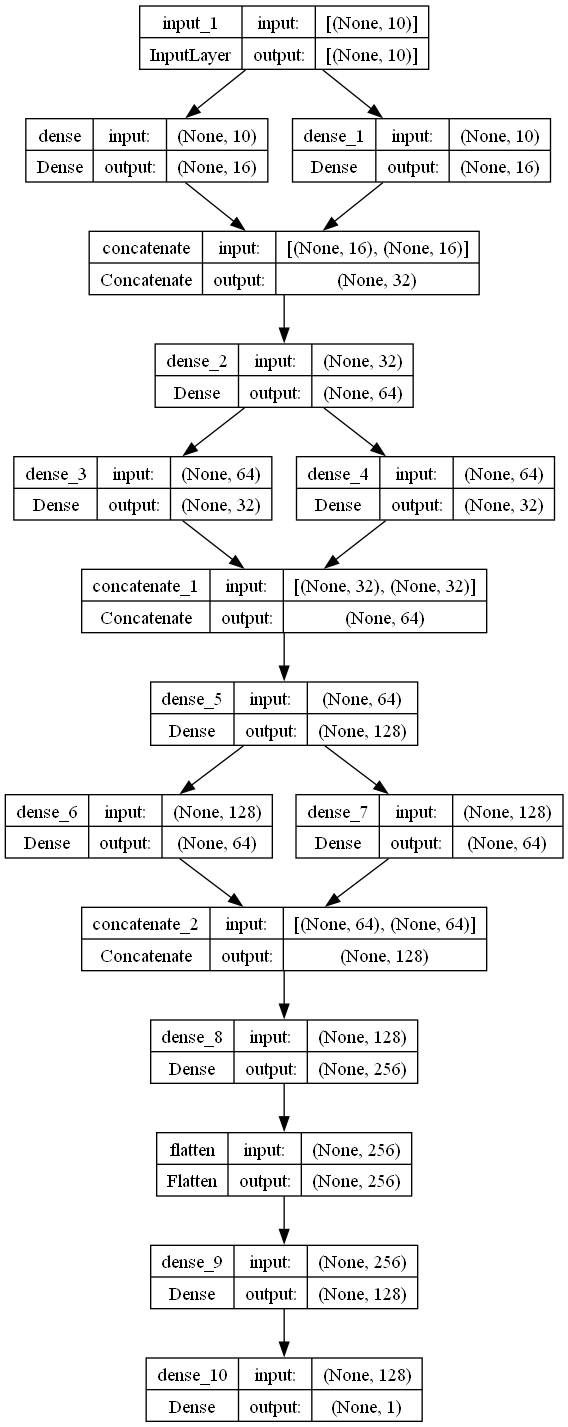 input_1 input: [(None, 10)]
InputLayer output: [(None, 10)]
dense input: (None, 10)
Dense output: (None, 16)
dense_1 input: (None, 10)
Dense output: (None, 16)
concatenate input: [(None, 16), (None, 16)]
Concatenate output: (None, 32)
dense_2 input: (None, 32)
Dense output: (None, 64)
dense_3 input: (None, 64)
Dense output: (None, 32)
dense_4 input: (None, 64)
Dense output: (None, 32)
concatenate_1 input: [(None, 32), (None, 32)]
Concatenate output: (None, 64)
dense_5 input: (None, 64)
Dense output: (None, 128)
dense_6 input: (None, 128)
Dense output: (None, 64)
dense_7 input: (None, 128)
Dense output: (None, 64)
concatenate_2 input: [(None, 64), (None, 64)]
Concatenate output: (None, 128)
dense_8 input: (None, 128)
Dense output: (None, 256)
flatten input: (None, 256)
Flatten output: (None, 256)
dense_9 input: (None, 256)
Dense output: (None, 128)
dense_10 input: (None, 128)
Dense output: (None, 1)